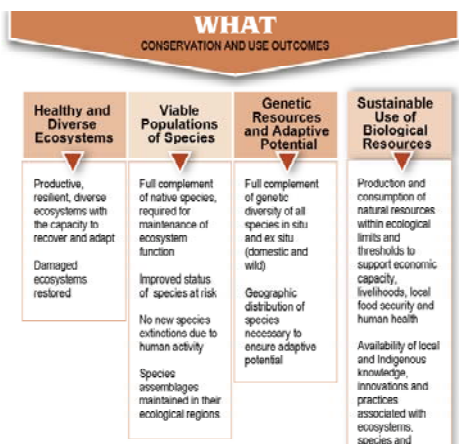 WHAT
CONSERVATION AND USE OUTCOMES
Healthy and
Diverse
Ecosystems
Productive,
resilient, diverse
ecosystems with
the capacity to
recover and adapt
Damaged
ecosystems
restored
Viable
Populations
of Species
Full complement
of native species,
required for
maintenance of
ecosystem
function
Improved status
of species at risk
No new species
extinctions due to
human activity
Species
assemblages
maintained in their
ecological regions
Genetic
Resources
and Adaptive
Potential
Full complement
of genetic
diversity of all
species in situ
and ex situ
(domestic and
wild)
Geographic
distribution of
species
necessary to
ensure adaptive
potential
Sustainable
Use of
Biological
Resources
Production and
consumption of
natural resources
within ecological
limits and
thresholds to
support economic
capacity,
livelihoods, local
food security and
human health
Availability of local
and Indigenous
knowledge,
innovations and
practices
associated with
ecosystems,
species and